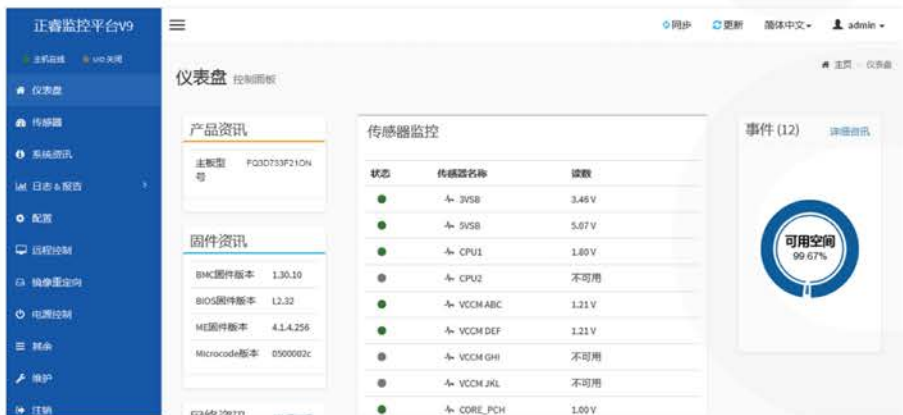 正睿监控平台V9
同步
更新
简体中文
admin
主机在线
UID关闭
主页
仪表盘
仪表盘 控制面板
仪表盘
传感器
系统资讯
日志&报告
配置
远程控制
镜像重定向
电源控制
其余
维护
注销
产品资讯
主板型号
FQ3D733F21ON
固件资讯
BMC固件版本 1.30.10
BIOS固件版本 L2.32
ME固件版本 4.1.4.256
Microcode版本 0500002c
传感器监控
状态 传感器名称 读数
3VSB 3.46 V
5VSB 5.07 V
CPU1 1.80 V
CPU2 不可用
VCCM ABC 1.21 V
VCCM DEF 1.21 V
VCCM GHI 不可用
VCCM JKL 不可用
CORE_PCH 1.00 V
事件 (12) 详细资讯
可用空间
99.67%